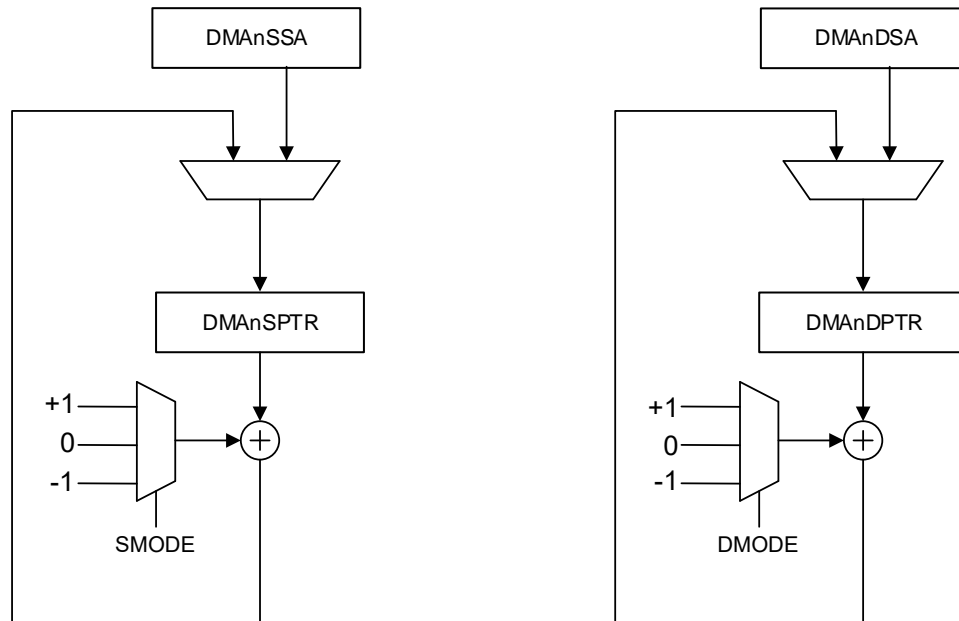 DMAnSSA
DMAnSPTR
+1
0
-1
SMODE
DMAnDSA
DMAnDPTR
+1
0
-1
DMODE